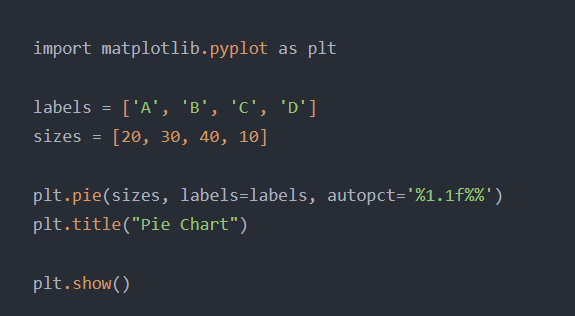 import matplotlib.pyplot as plt
labels = ['A', 'B', 'C', 'D']
sizes = [20, 30, 40, 10]
plt.pie(sizes, labels=labels, autopct='%1.1f%%')
plt.title("Pie Chart")
plt.show()